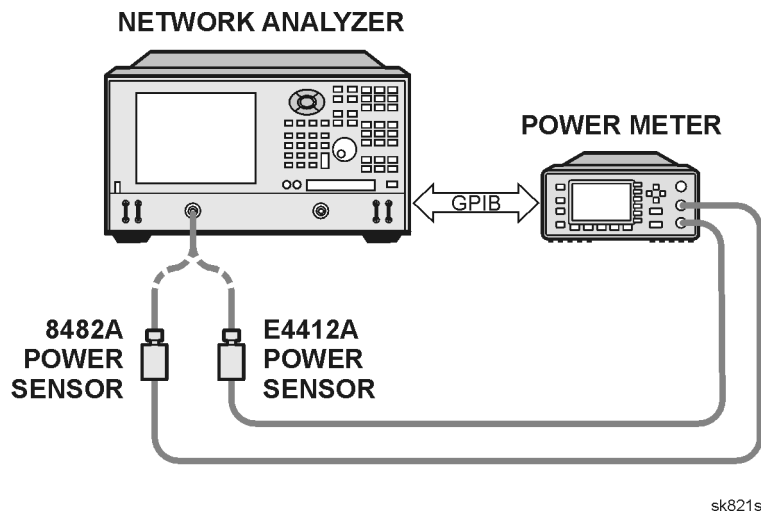 NETWORK ANALYZER
POWER METER
GPIB
8482A
POWER
SENSOR
E4412A
POWER
SENSOR
sk821s